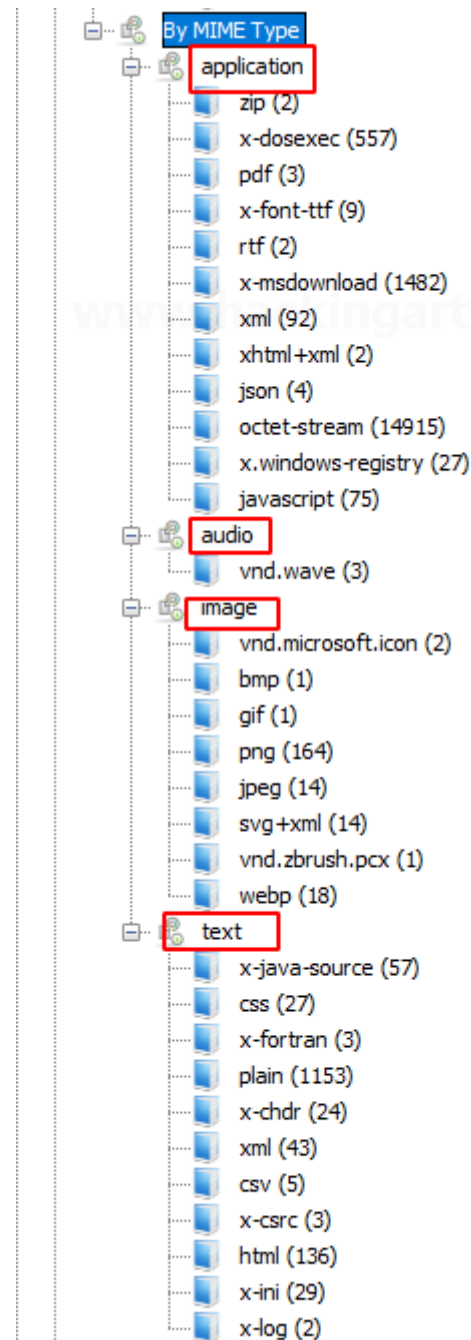 By MIME Type
application
zip (2)
x-dosexec (557)
pdf (3)
x-font-ttf (9)
rtf (2)
x-msdownload (1482)
xml (92)
xhtml+xml (2)
json (4)
octet-stream (14915)
x.windows-registry (27)
javascript (75)
audio
vnd.wave (3)
image
vnd.microsoft.icon (2)
bmp (1)
gif (1)
png (164)
jpeg (14)
svg+xml (14)
vnd.zbrush.pcx (1)
webp (18)
text
x-java-source (57)
css (27)
x-fortran (3)
plain (1153)
x-chdr (24)
xml (43)
csv (5)
x-csrc (3)
html (136)
x-ini (29)
x-log (2)